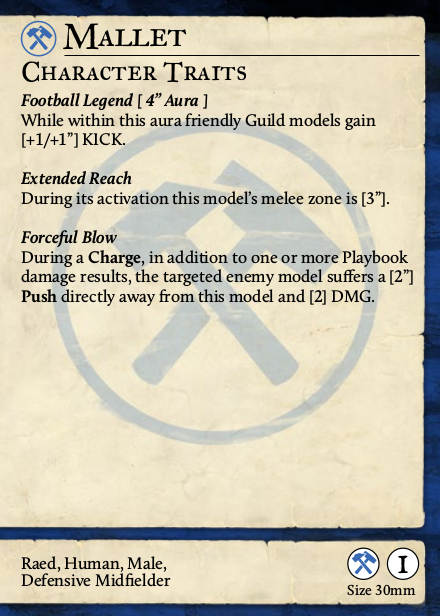 Mallet
Character Traits
Football Legend [ 4” Aura ]
While within this aura friendly Guild models gain
[+1/+1”] KICK.
Extended Reach
During its activation this model’s melee zone is [3”].
Forceful Blow
During a Charge, in addition to one or more Playbook
damage results, the targeted enemy model suffers a [2”]
Push directly away from this model and [2] DMG.
Raed, Human, Male,
Defensive Midfielder
1
Size 30mm